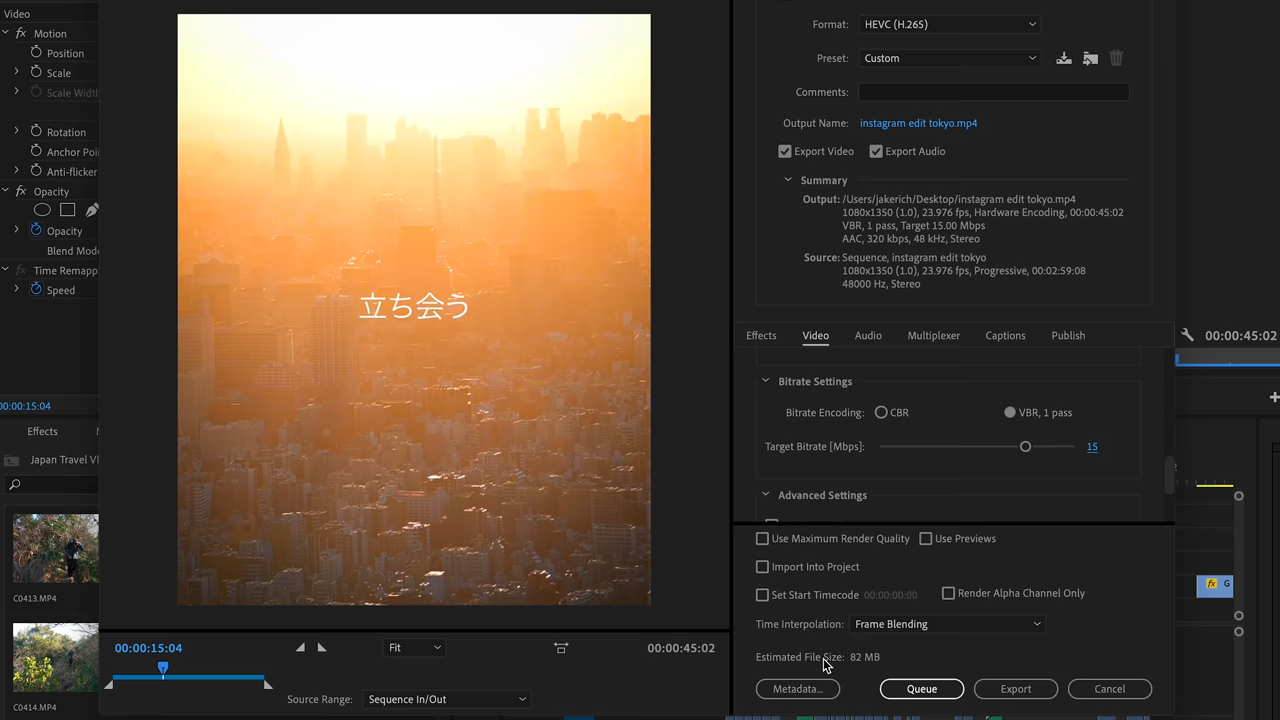 Video
fx Motion
Position
Scale
Scale Width
Rotation
Anchor Poi
Anti-flicker
fx Opacity
Opacity
Blend Mode
fx Time Remapp
Speed
00:00:15:04
Effects
Japan Travel Vl
C0413.MP4
C0414.MP4
立ち会う
00:00:15:04
Fit
00:00:45:02
Source Range: Sequence In/Out
Format: HEVC (H.265)
Preset: Custom
Comments:
Output Name: instagram edit tokyo.mp4
Export Video Export Audio
Summary
Output: /Users/jakerich/Desktop/instagram edit tokyo.mp4
1080x1350 (1.0), 23.976 fps, Hardware Encoding, 00:00:45:02
VBR, 1 pass, Target 15.00 Mbps
AAC, 320 kbps, 48 kHz, Stereo
Source: Sequence, instagram edit tokyo
1080x1350 (1.0), 23.976 fps, Progressive, 00:02:59:08
48000 Hz, Stereo
Effects Video Audio Multiplexer Captions Publish
Bitrate Settings
Bitrate Encoding: CBR VBR, 1 pass
Target Bitrate [Mbps]: 15
Advanced Settings
Use Maximum Render Quality Use Previews
Import Into Project
Set Start Timecode 00:00:00:00 Render Alpha Channel Only
Time Interpolation: Frame Blending
Estimated File Size: 82 MB
Metadata... Queue Export Cancel
00:00:45:02
fx G